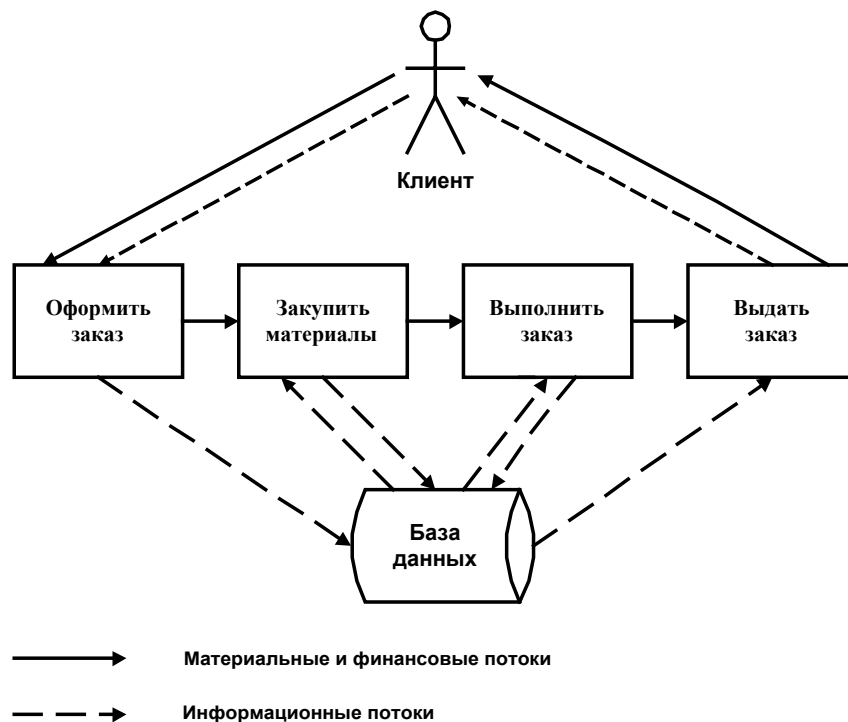 Клиент
Оформить
заказ
Закупить
материалы
Выполнить
заказ
Выдать
заказ
База
данных
Материальные и финансовые потоки
Информационные потоки